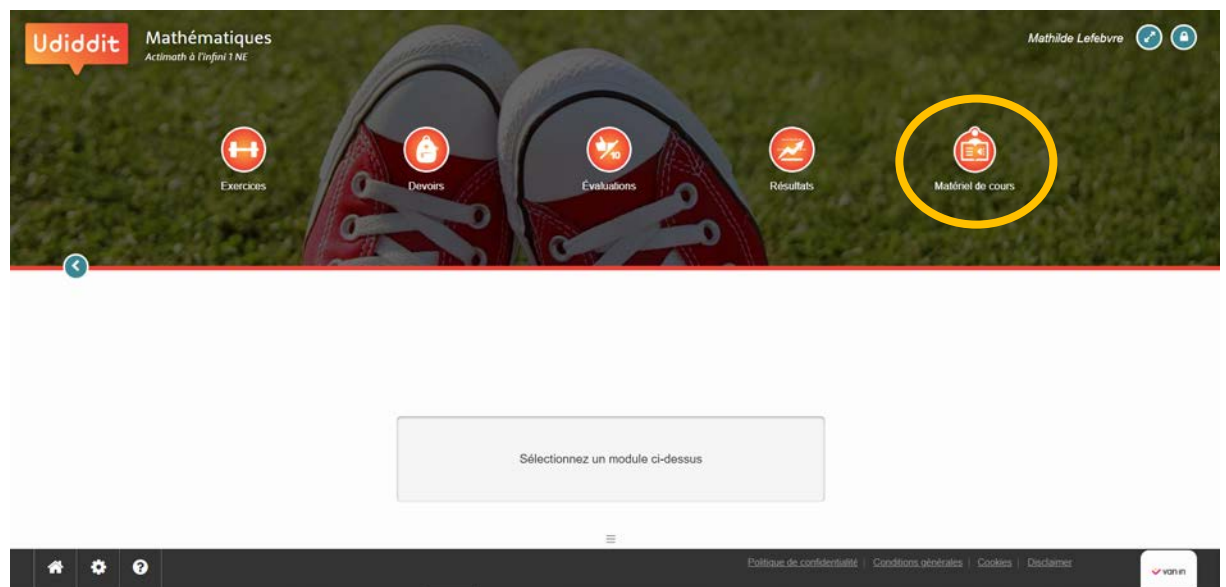 Udiddit
Mathématiques
Actimath à l'infini 1 NE
Mathilde Lefebvre
Exercices
Devoirs
10
Évaluations
Résultats
Matériel de cours
Sélectionnez un module ci-dessus
Politique de confidentialité | Conditions générales | Cookies | Disclaimer
van in